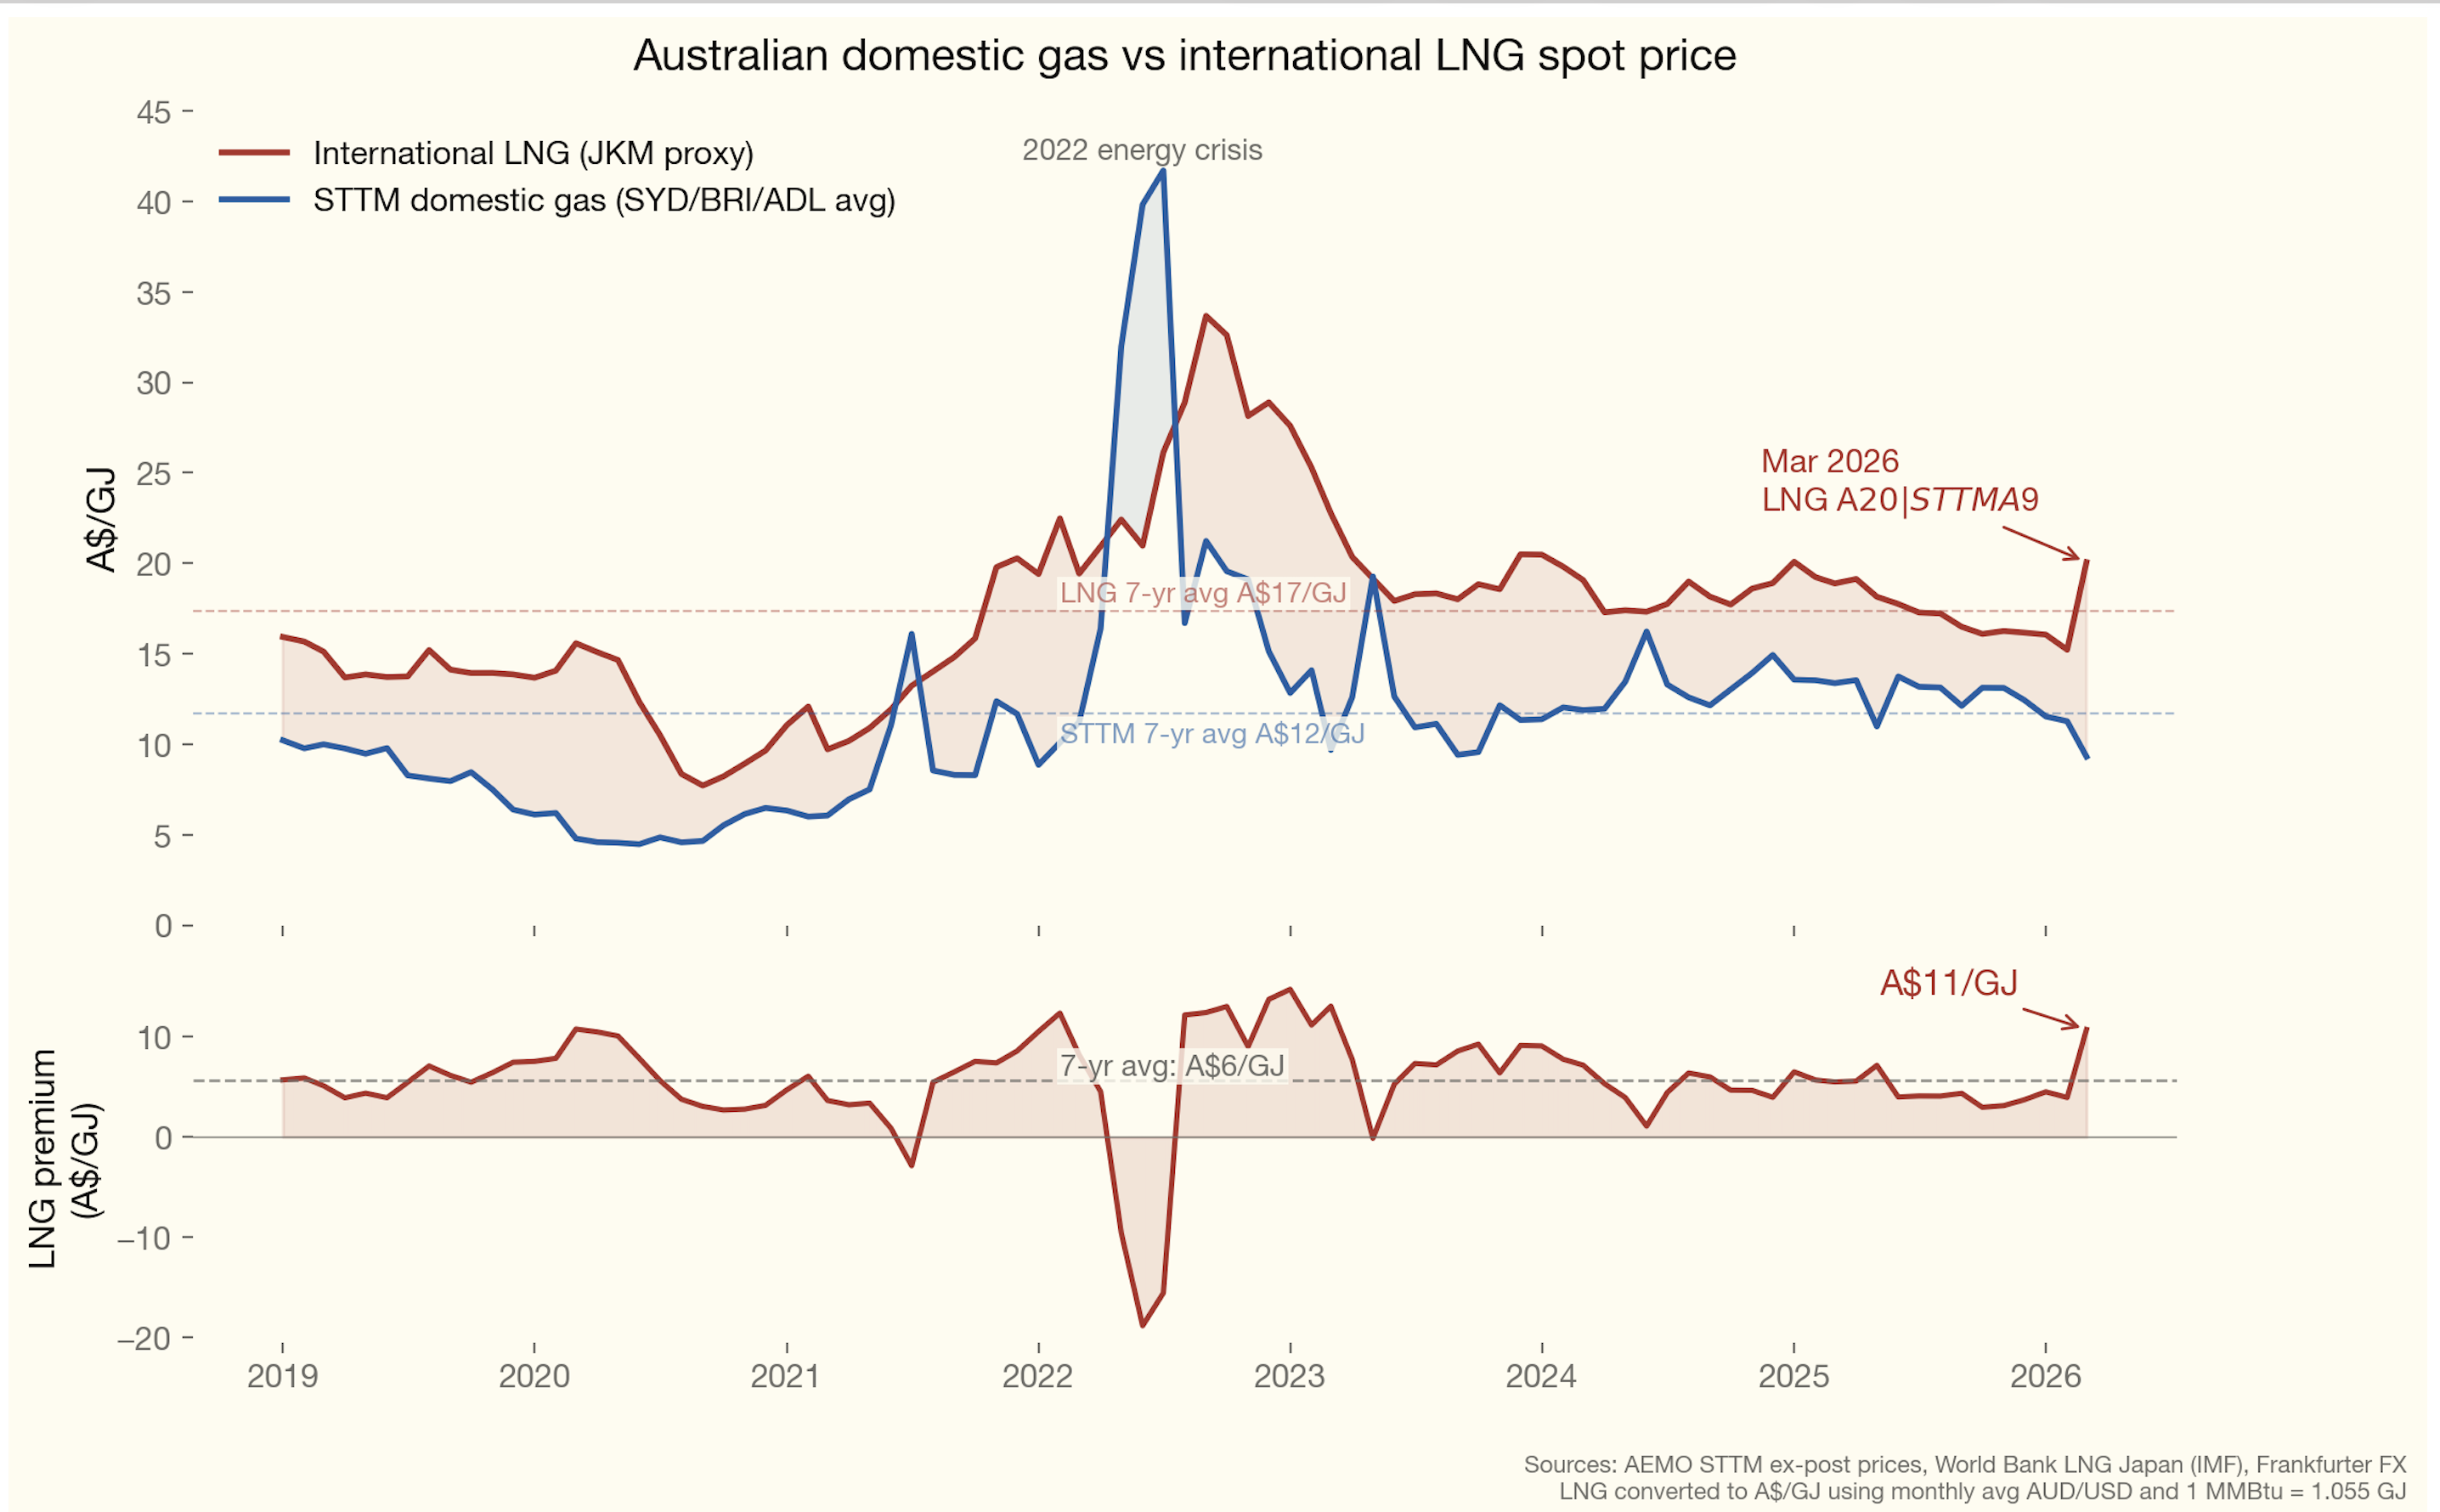 Australian domestic gas vs international LNG spot price
45
International LNG (JKM proxy)
2022 energy crisis
40
STTM domestic gas (SYD/BRI/ADL avg)
35
30
A$/GJ
25
Mar 2026
LNG A20|STTMA9
20
LNG 7-yr avg A$17/GJ
15
STTM 7-yr avg A$12/GJ
10
5
0
A$11/GJ
LNG premium
(A$/GJ)
10
7-yr avg: A$6/GJ
0
−10
−20
2019 2020 2021 2022 2023 2024 2025 2026
Sources: AEMO STTM ex-post prices, World Bank LNG Japan (IMF), Frankfurter FX
LNG converted to A$/GJ using monthly avg AUD/USD and 1 MMBtu = 1.055 GJ